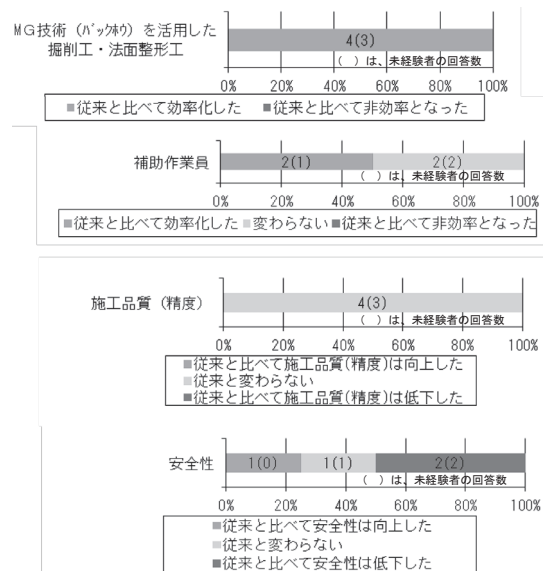 MG技術（バックホウ）を活用した
掘削工・法面整形工
4(3)
（　）は、未経験者の回答数
0% 20% 40% 60% 80% 100%
■従来と比べて効率化した ■従来と比べて非効率となった
補助作業員
2(1) 2(2)
（　）は、未経験者の回答数
0% 20% 40% 60% 80% 100%
■従来と比べて効率化した ■変わらない ■従来と比べて非効率となった
施工品質（精度）
4(3)
（　）は、未経験者の回答数
0% 20% 40% 60% 80% 100%
■従来と比べて施工品質(精度)は向上した
■従来と変わらない
■従来と比べて施工品質(精度)は低下した
安全性
1(0) 1(1) 2(2)
（　）は、未経験者の回答数
0% 20% 40% 60% 80% 100%
■従来と比べて安全性は向上した
■従来と変わらない
■従来と比べて安全性は低下した